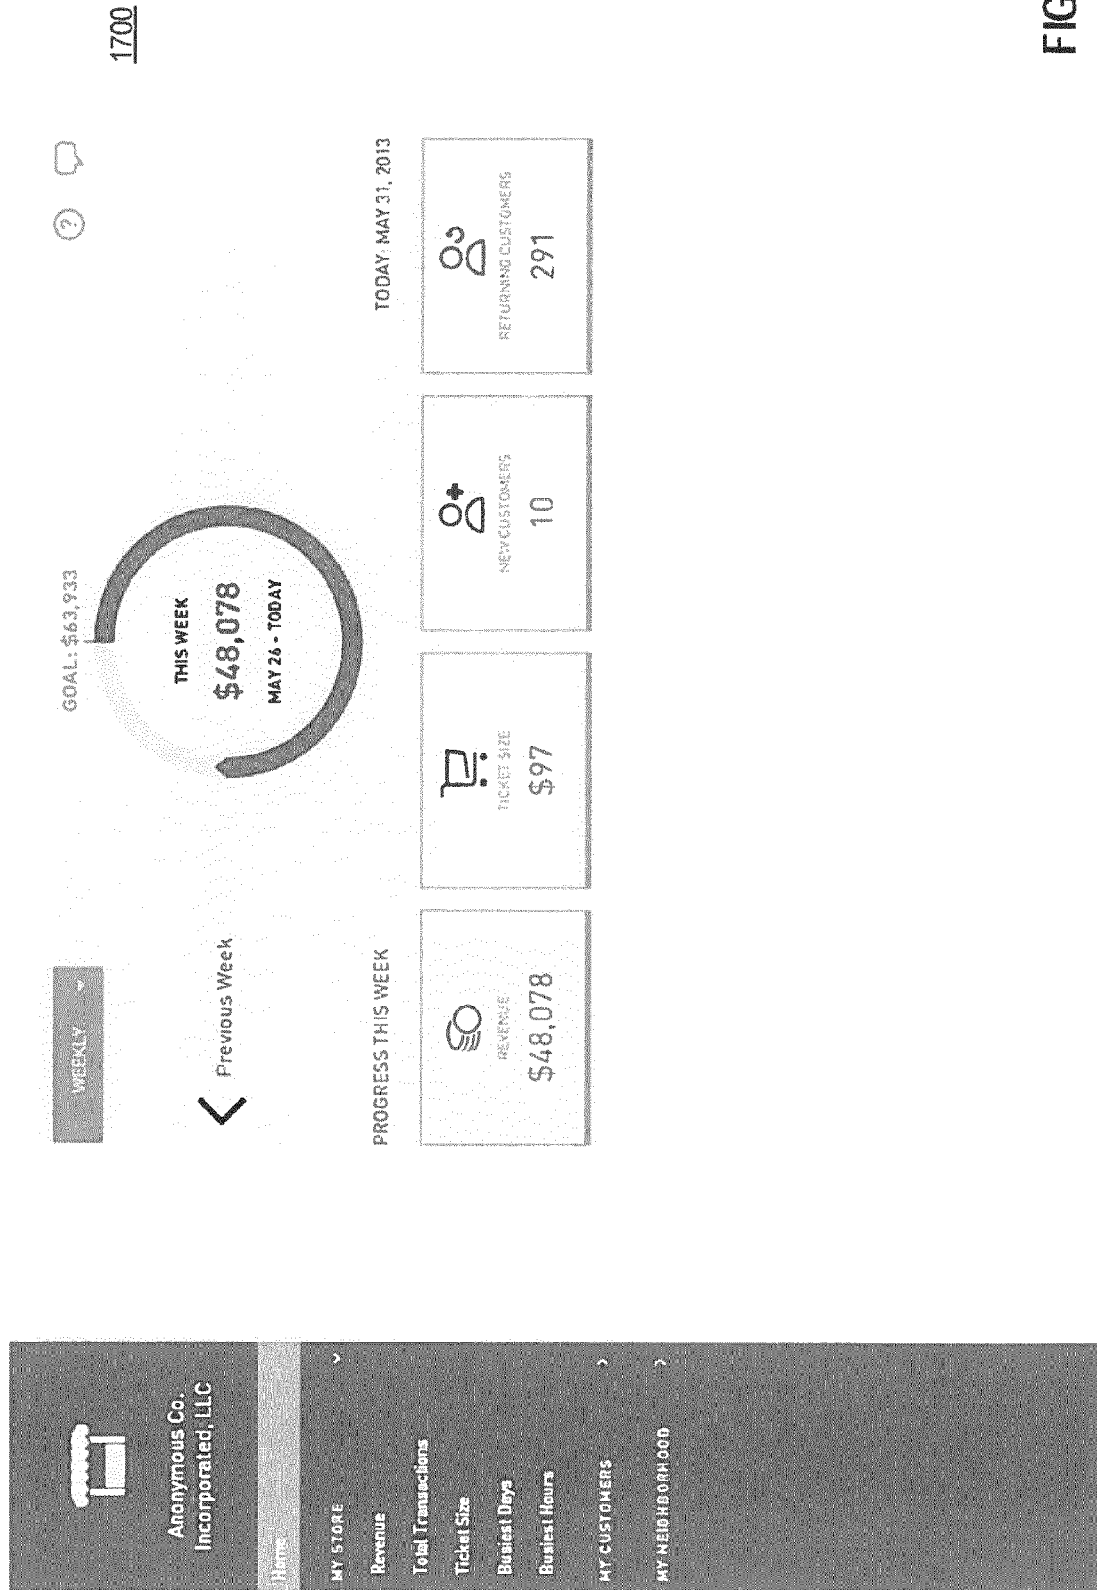 1700
Anonymous Co.
Incorporated, LLC
Home
MY STORE
Revenue
Total Transactions
Ticket Size
Busiest Days
Busiest Hours
MY CUSTOMERS
MY NEIGHBORHOOD
WEEKLY
GOAL: $63,933
?
Previous Week
THIS WEEK
$48,078
MAY 26 - TODAY
PROGRESS THIS WEEK
TODAY: MAY 31, 2013
REVENUE
$48,078
TICKET SIZE
$97
NEW CUSTOMERS
10
RETURNING CUSTOMERS
291
FIG